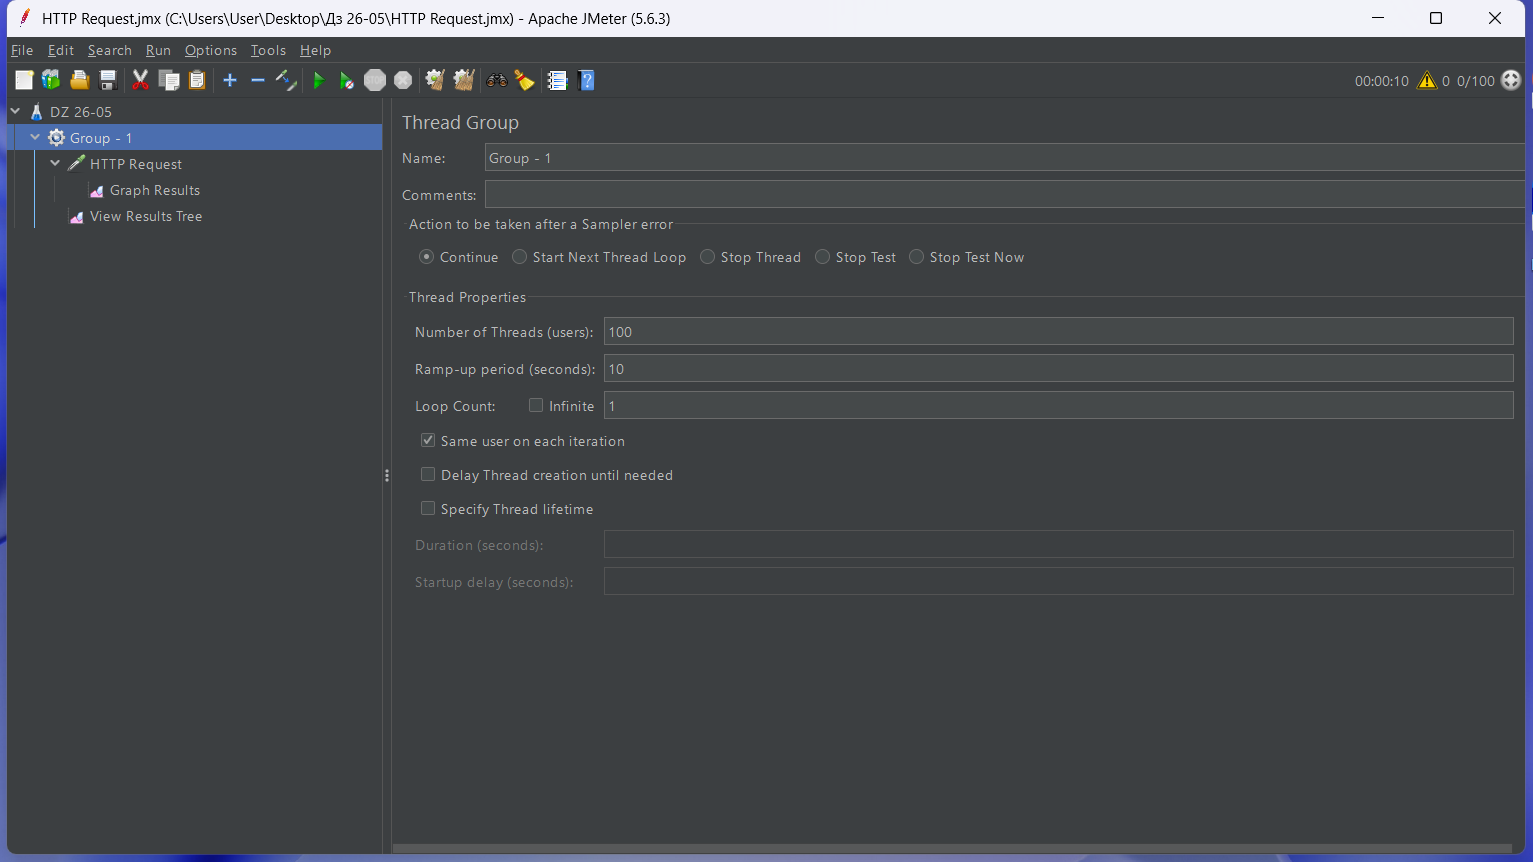 HTTP Request.jmx (C:\Users\User\Desktop\Дз 26-05\HTTP Request.jmx) - Apache JMeter (5.6.3)
File Edit Search Run Options Tools Help
00:00:10 0 0/100
DZ 26-05
Group - 1
HTTP Request
Graph Results
View Results Tree
Thread Group
Name: Group - 1
Comments:
Action to be taken after a Sampler error
Continue Start Next Thread Loop Stop Thread Stop Test Stop Test Now
Thread Properties
Number of Threads (users): 100
Ramp-up period (seconds): 10
Loop Count: Infinite 1
Same user on each iteration
Delay Thread creation until needed
Specify Thread lifetime
Duration (seconds):
Startup delay (seconds):